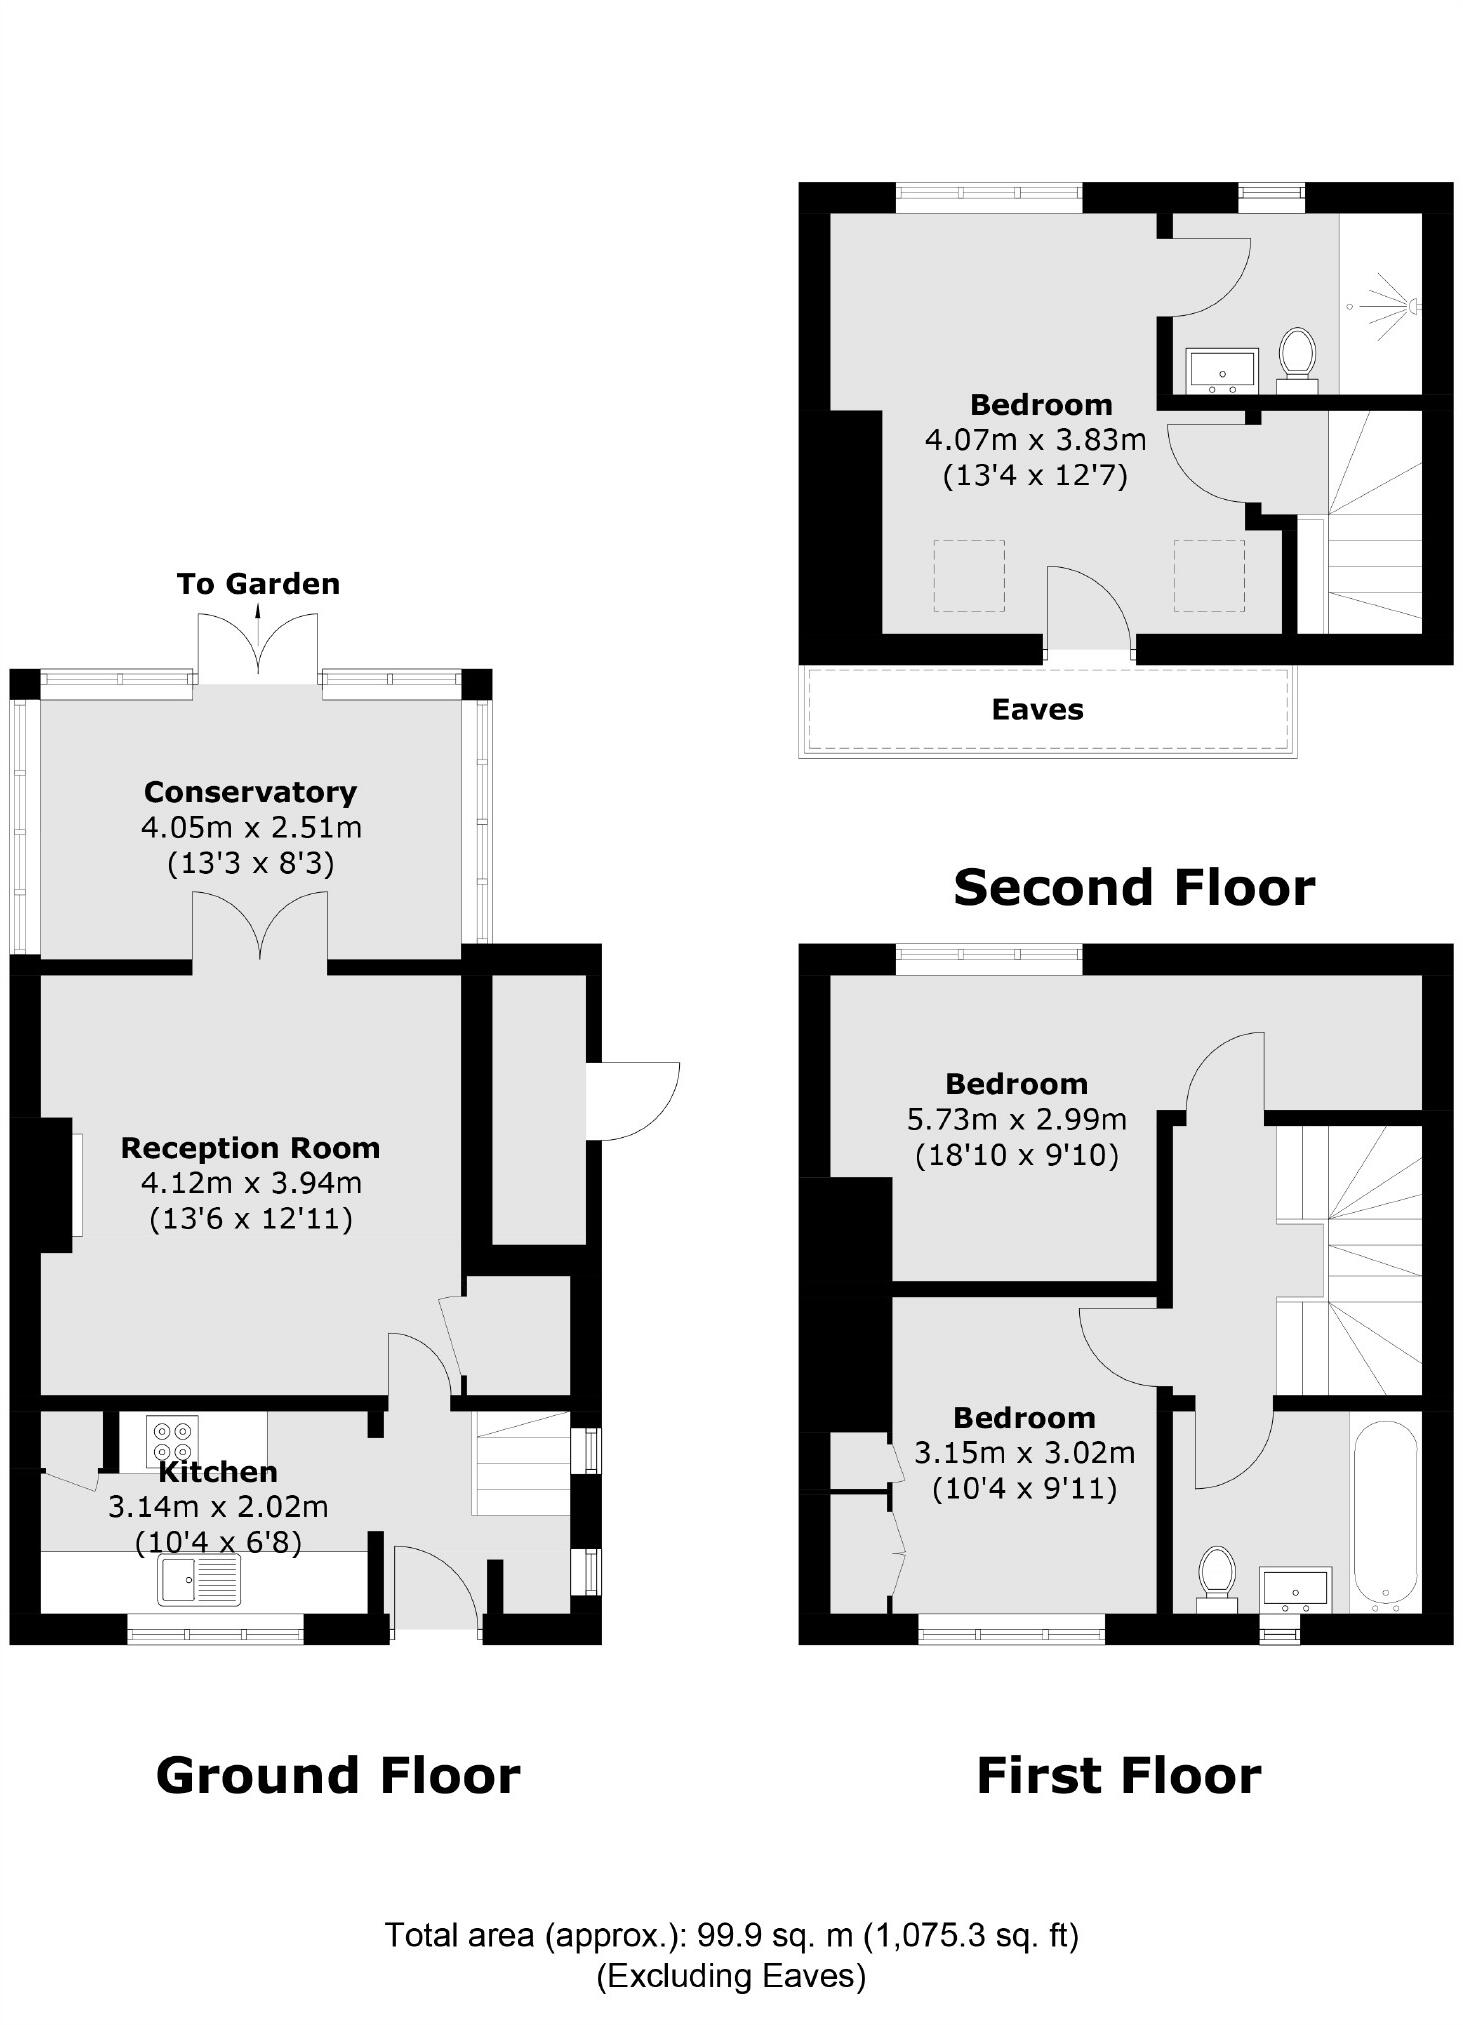 Bedroom
4.07m x 3.83m
(13'4 x 12'7)
Eaves
Second Floor
To Garden
Conservatory
4.05m x 2.51m
(13'3 x 8'3)
Reception Room
4.12m x 3.94m
(13'6 x 12'11)
Kitchen
3.14m x 2.02m
(10'4 x 6'8)
Ground Floor
Bedroom
5.73m x 2.99m
(18'10 x 9'10)
Bedroom
3.15m x 3.02m
(10'4 x 9'11)
First Floor
Total area (approx.): 99.9 sq. m (1,075.3 sq. ft)
(Excluding Eaves)